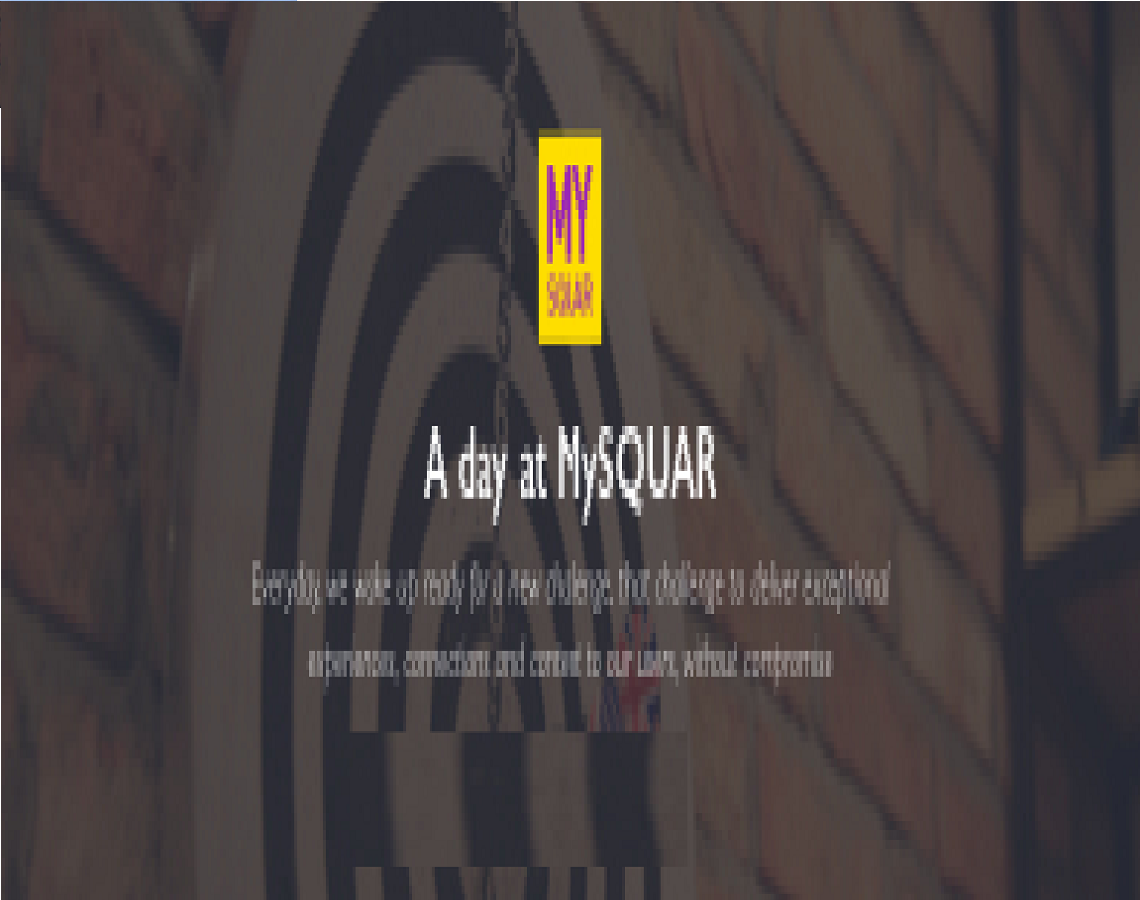 MY
SQUAR
A day at MySQUAR
Everyday we wake up ready for a new challenge, that challenge to deliver exceptional
experiences, connections and content to our users, without compromise